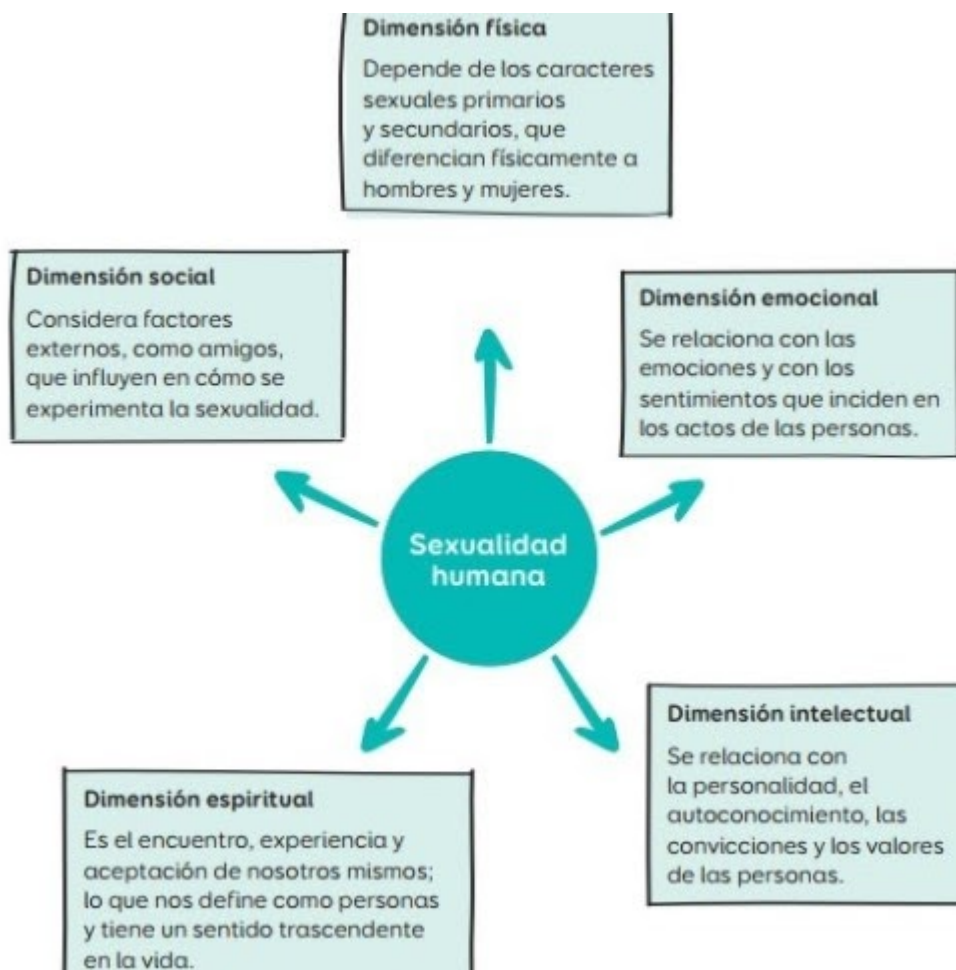 Dimensión física
Depende de los caracteres
sexuales primarios
y secundarios, que
diferencian físicamente a
hombres y mujeres.
Dimensión social
Considera factores
externos, como amigos,
que influyen en cómo se
experimenta la sexualidad.
Dimensión emocional
Se relaciona con las
emociones y con los
sentimientos que inciden en
los actos de las personas.
Sexualidad
humana
Dimensión espiritual
Es el encuentro, experiencia y
aceptación de nosotros mismos;
lo que nos define como personas
y tiene un sentido trascendente
en la vida.
Dimensión intelectual
Se relaciona con
la personalidad, el
autoconocimiento, las
convicciones y los valores
de las personas.